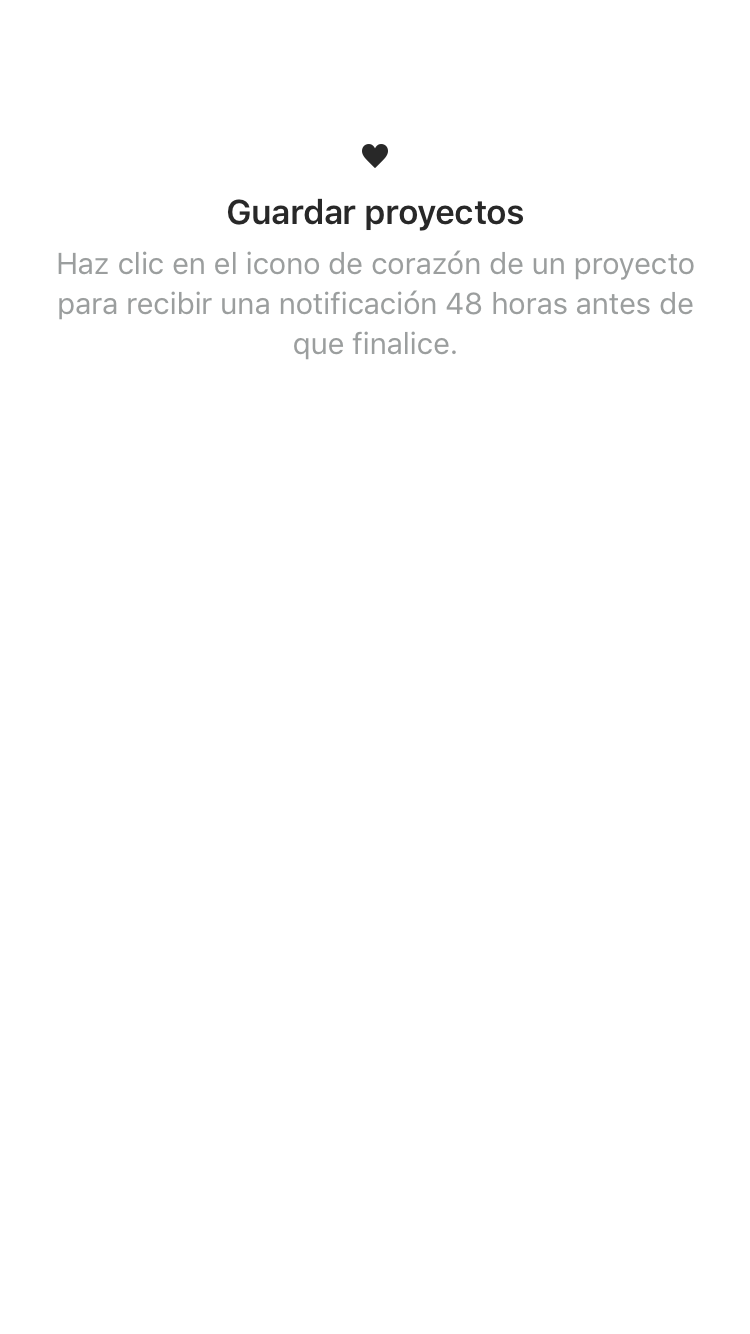 Guardar proyectos
Haz clic en el icono de corazón de un proyecto
para recibir una notificación 48 horas antes de
que finalice.